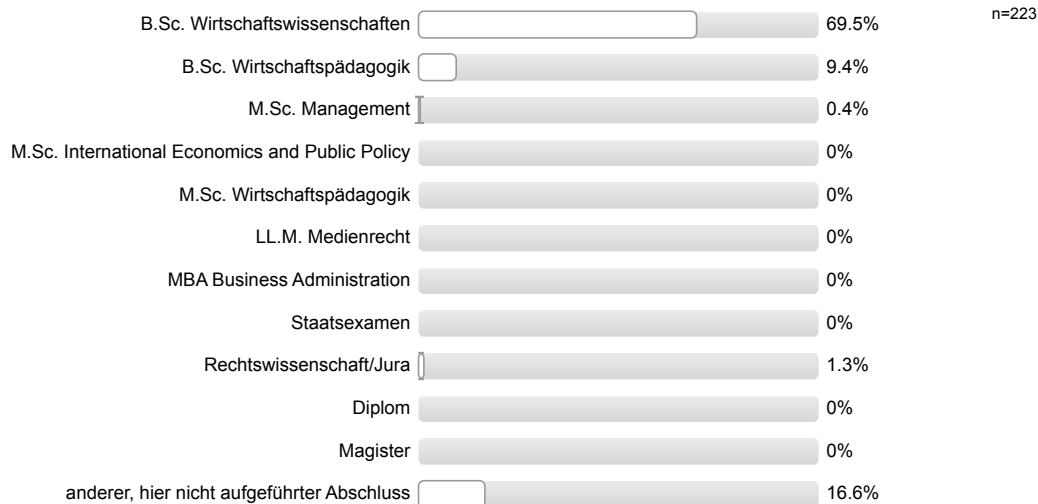 B.Sc. Wirtschaftswissenschaften 69.5% n=223
B.Sc. Wirtschaftspädagogik 9.4%
M.Sc. Management 0.4%
M.Sc. International Economics and Public Policy 0%
M.Sc. Wirtschaftspädagogik 0%
LL.M. Medienrecht 0%
MBA Business Administration 0%
Staatsexamen 0%
Rechtswissenschaft/Jura 1.3%
Diplom 0%
Magister 0%
anderer, hier nicht aufgeführter Abschluss 16.6%